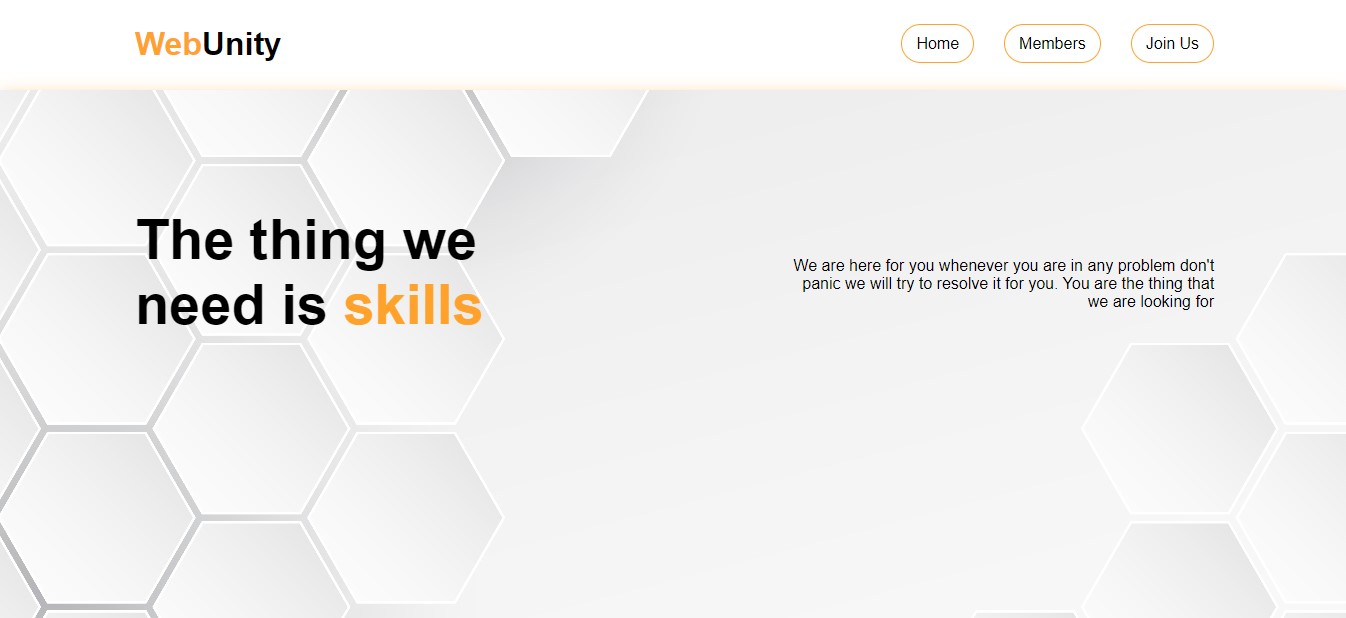 WebUnity
Home
Members
Join Us
The thing we
need is skills
We are here for you whenever you are in any problem don't
panic we will try to resolve it for you. You are the thing that
we are looking for